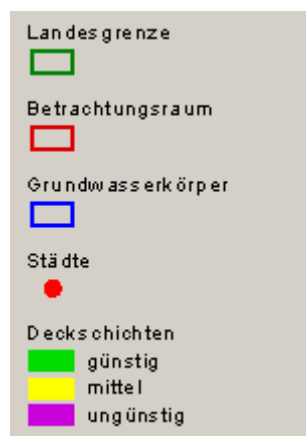 Landesgrenze
Betrachtungsraum
Grundwasserkörper
Städte
Deckschichten
günstig
mittel
ungünstig